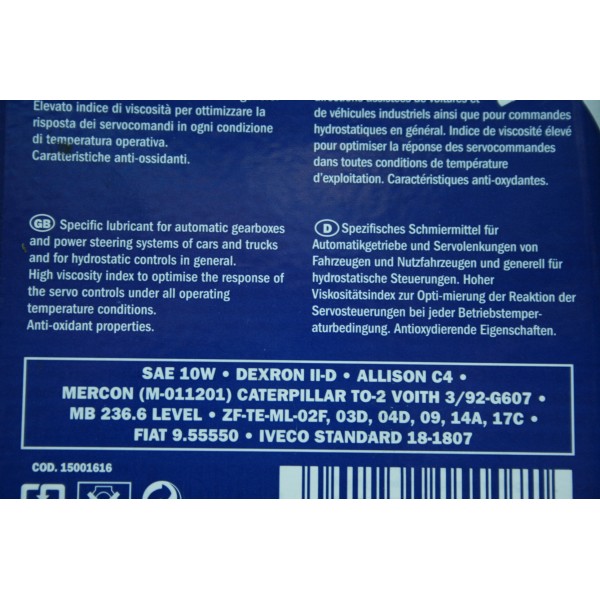 Elevato indice di viscosità per ottimizzare la
risposta dei servocomandi in ogni condizione
di temperatura operativa.
Caratteristiche anti-ossidanti.
directions assistées de voitures et
de véhicules industriels ainsi que pour commandes
hydrostatiques en général. Indice de viscosité élevé
pour optimiser la réponse des servocommandes
dans toutes conditions de température
d'exploitation. Caractéristiques anti-oxydantes.
GB Specific lubricant for automatic gearboxes
and power steering systems of cars and trucks
and for hydrostatic controls in general.
High viscosity index to optimise the response of
the servo controls under all operating
temperature conditions.
Anti-oxidant properties.
D Spezifisches Schmiermittel für
Automatikgetriebe und Servolenkungen von
Fahrzeugen und Nutzfahrzeugen und generell für
hydrostatische Steuerungen. Hoher
Viskositätsindex zur Opti-mierung der Reaktion der
Servosteuerungen bei jeder Betriebstemper-
aturbedingung. Antioxydierende Eigenschaften.
SAE 10W • DEXRON II-D • ALLISON C4 •
MERCON (M-011201) CATERPILLAR TO-2 VOITH 3/92-G607 •
MB 236.6 LEVEL • ZF-TE-ML-02F, 03D, 04D, 09, 14A, 17C •
FIAT 9.55550 • IVECO STANDARD 18-1807
COD. 15001616